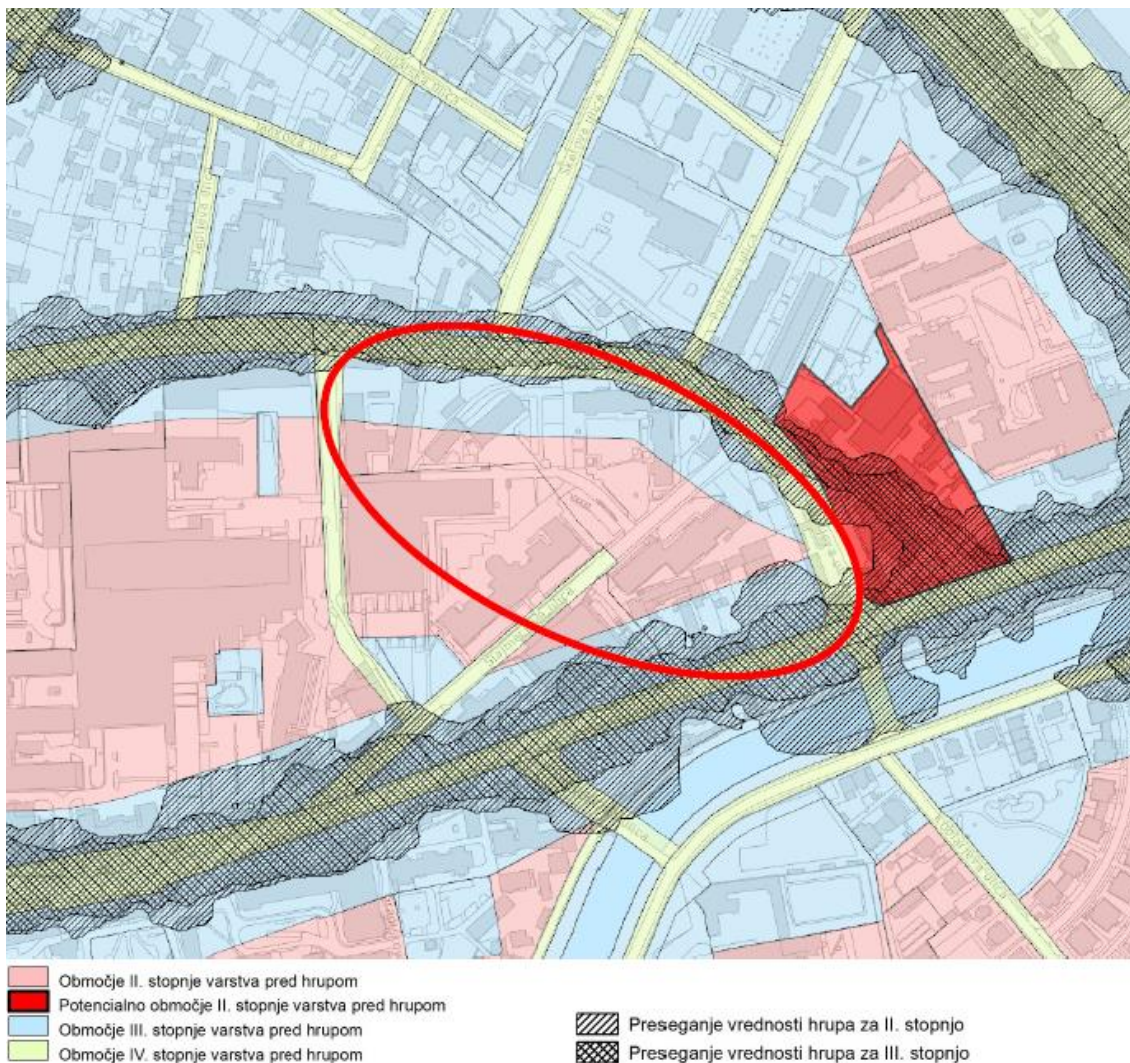 Območje II. stopnje varstva pred hrupom
Potencialno območje II. stopnje varstva pred hrupom
Območje III. stopnje varstva pred hrupom
Območje IV. stopnje varstva pred hrupom
Preseganje vrednosti hrupa za II. stopnjo
Preseganje vrednosti hrupa za III. stopnjo